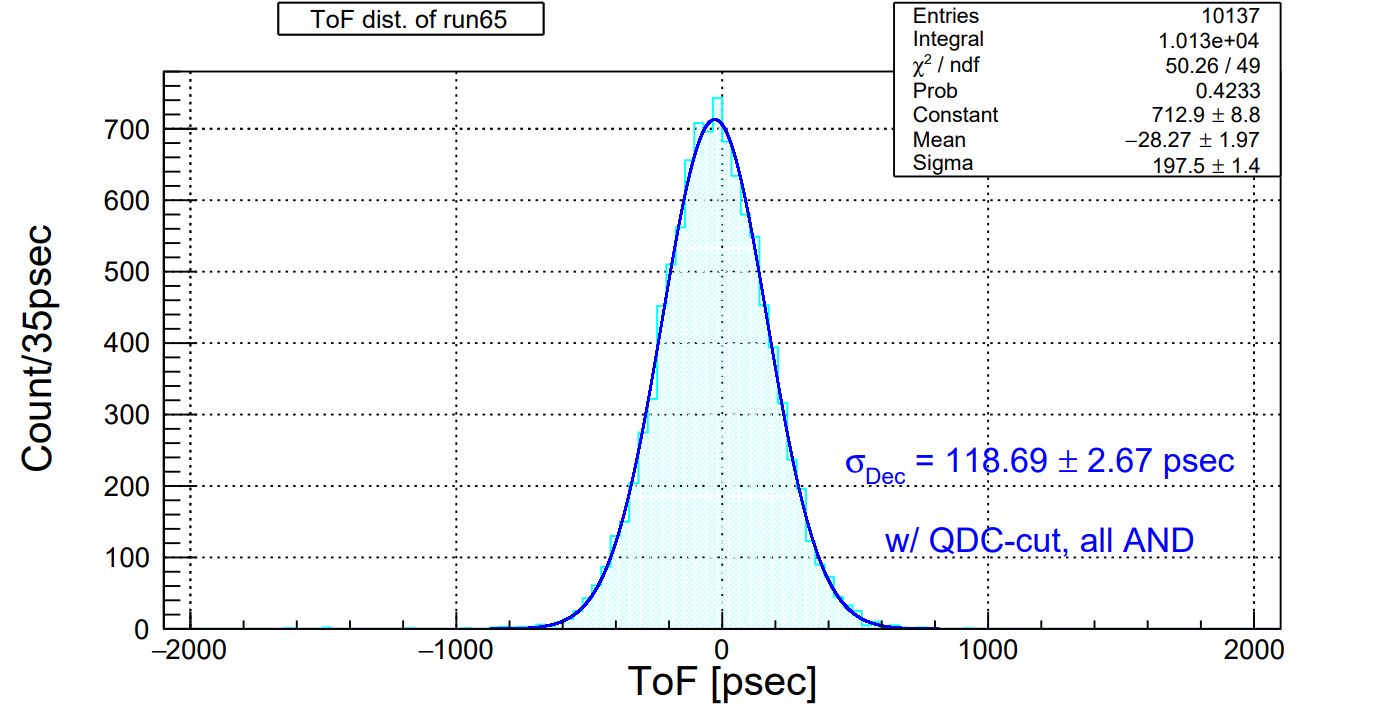 ToF dist. of run65
Entries 10137
Integral 1.013e+04
χ² / ndf 50.26 / 49
Prob 0.4233
Constant 712.9 ± 8.8
Mean −28.27 ± 1.97
Sigma 197.5 ± 1.4
Count/35psec
700
600
500
400
300
200
100
0
σDec = 118.69 ± 2.67 psec
w/ QDC-cut, all AND
−2000 −1000 0 1000 2000
ToF [psec]